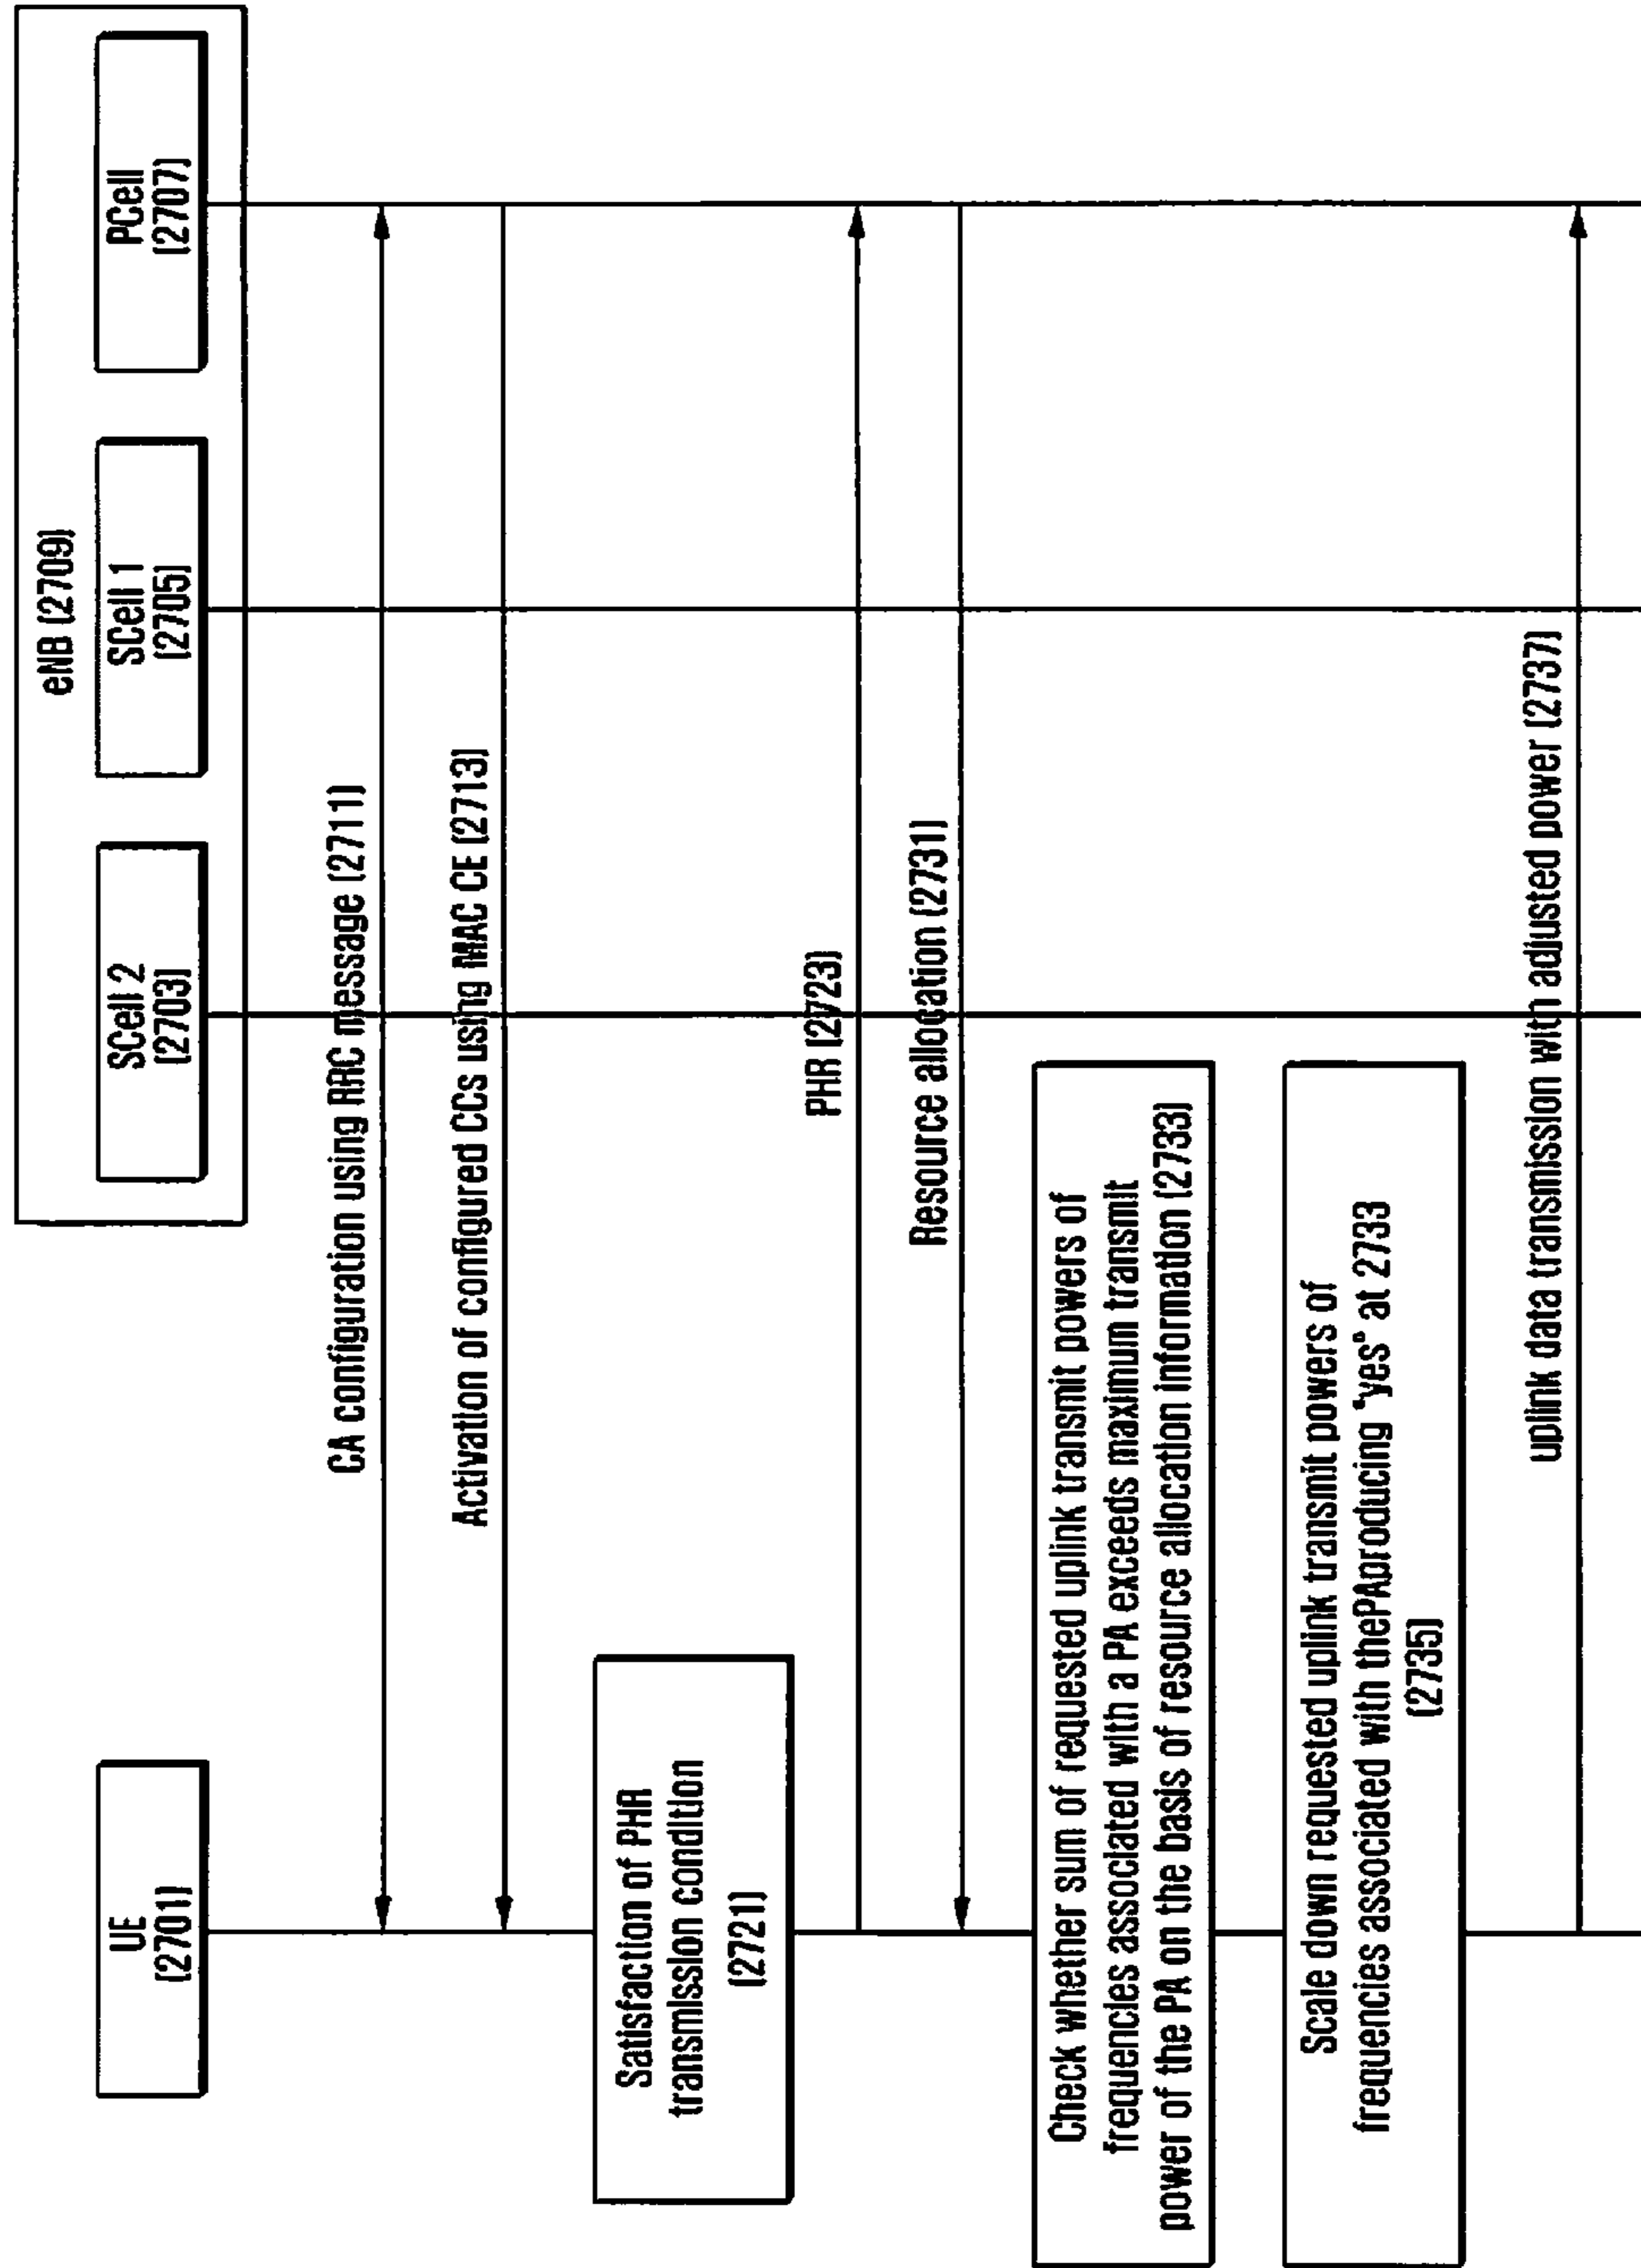 eNB (2709)
UE
(2701)
SCell 2
(2703)
SCell 1
(2705)
PCell
(2707)
CA configuration using RRC message (2711)
Activation of configured CCs using MAC CE (2713)
Satisfaction of PHR
transmission condition
(2721)
PHR (2723)
Resource allocation (2731)
Check whether sum of requested uplink transmit powers of
frequencies associated with a PA exceeds maximum transmit
power of the PA on the basis of resource allocation information (2733)
Scale down requested uplink transmit powers of
frequencies associated with thePAproducing "yes" at 2733
(2735)
uplink data transmission with adjusted power (2737)